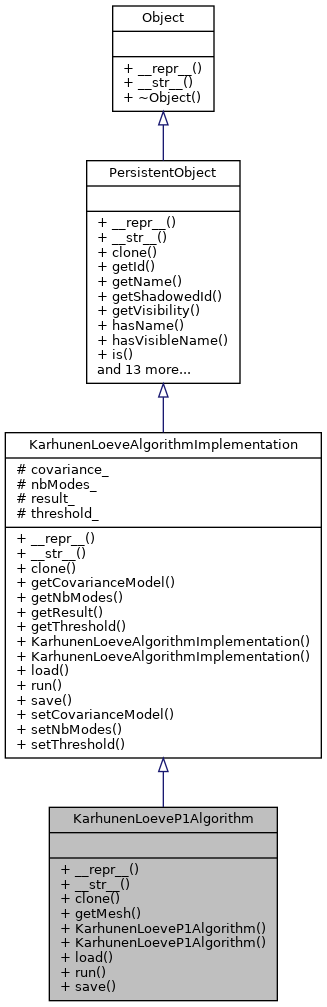 Object
+ __repr__()
+ __str__()
+ ~Object()
PersistentObject
+ __repr__()
+ __str__()
+ clone()
+ getId()
+ getName()
+ getShadowedId()
+ getVisibility()
+ hasName()
+ hasVisibleName()
+ is()
and 13 more...
KarhunenLoeveAlgorithmImplementation
# covariance_
# nbModes_
# result_
# threshold_
+ __repr__()
+ __str__()
+ clone()
+ getCovarianceModel()
+ getNbModes()
+ getResult()
+ getThreshold()
+ KarhunenLoeveAlgorithmImplementation()
+ KarhunenLoeveAlgorithmImplementation()
+ load()
+ run()
+ save()
+ setCovarianceModel()
+ setNbModes()
+ setThreshold()
KarhunenLoeveP1Algorithm
+ __repr__()
+ __str__()
+ clone()
+ getMesh()
+ KarhunenLoeveP1Algorithm()
+ KarhunenLoeveP1Algorithm()
+ load()
+ run()
+ save()